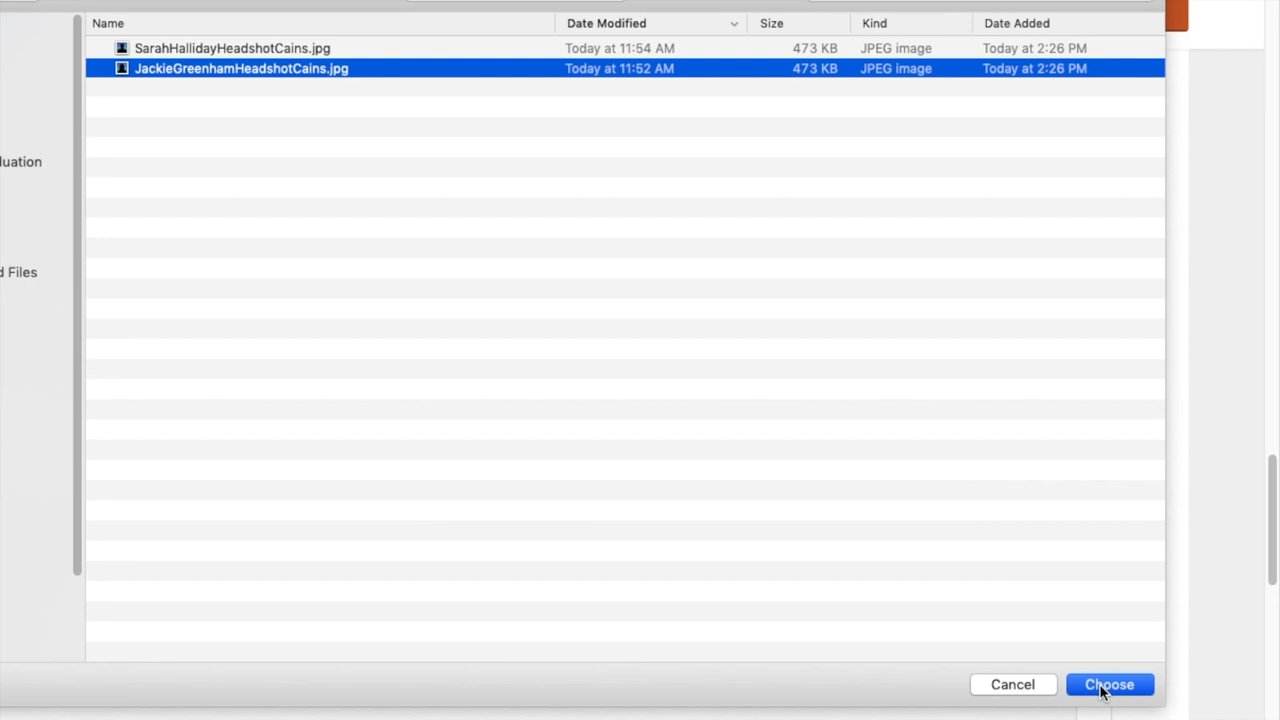 Name Date Modified Size Kind Date Added
SarahHallidayHeadshotCains.jpg Today at 11:54 AM 473 KB JPEG image Today at 2:26 PM
JackieGreenhamHeadshotCains.jpg Today at 11:52 AM 473 KB JPEG image Today at 2:26 PM
luation
d Files
Cancel Choose